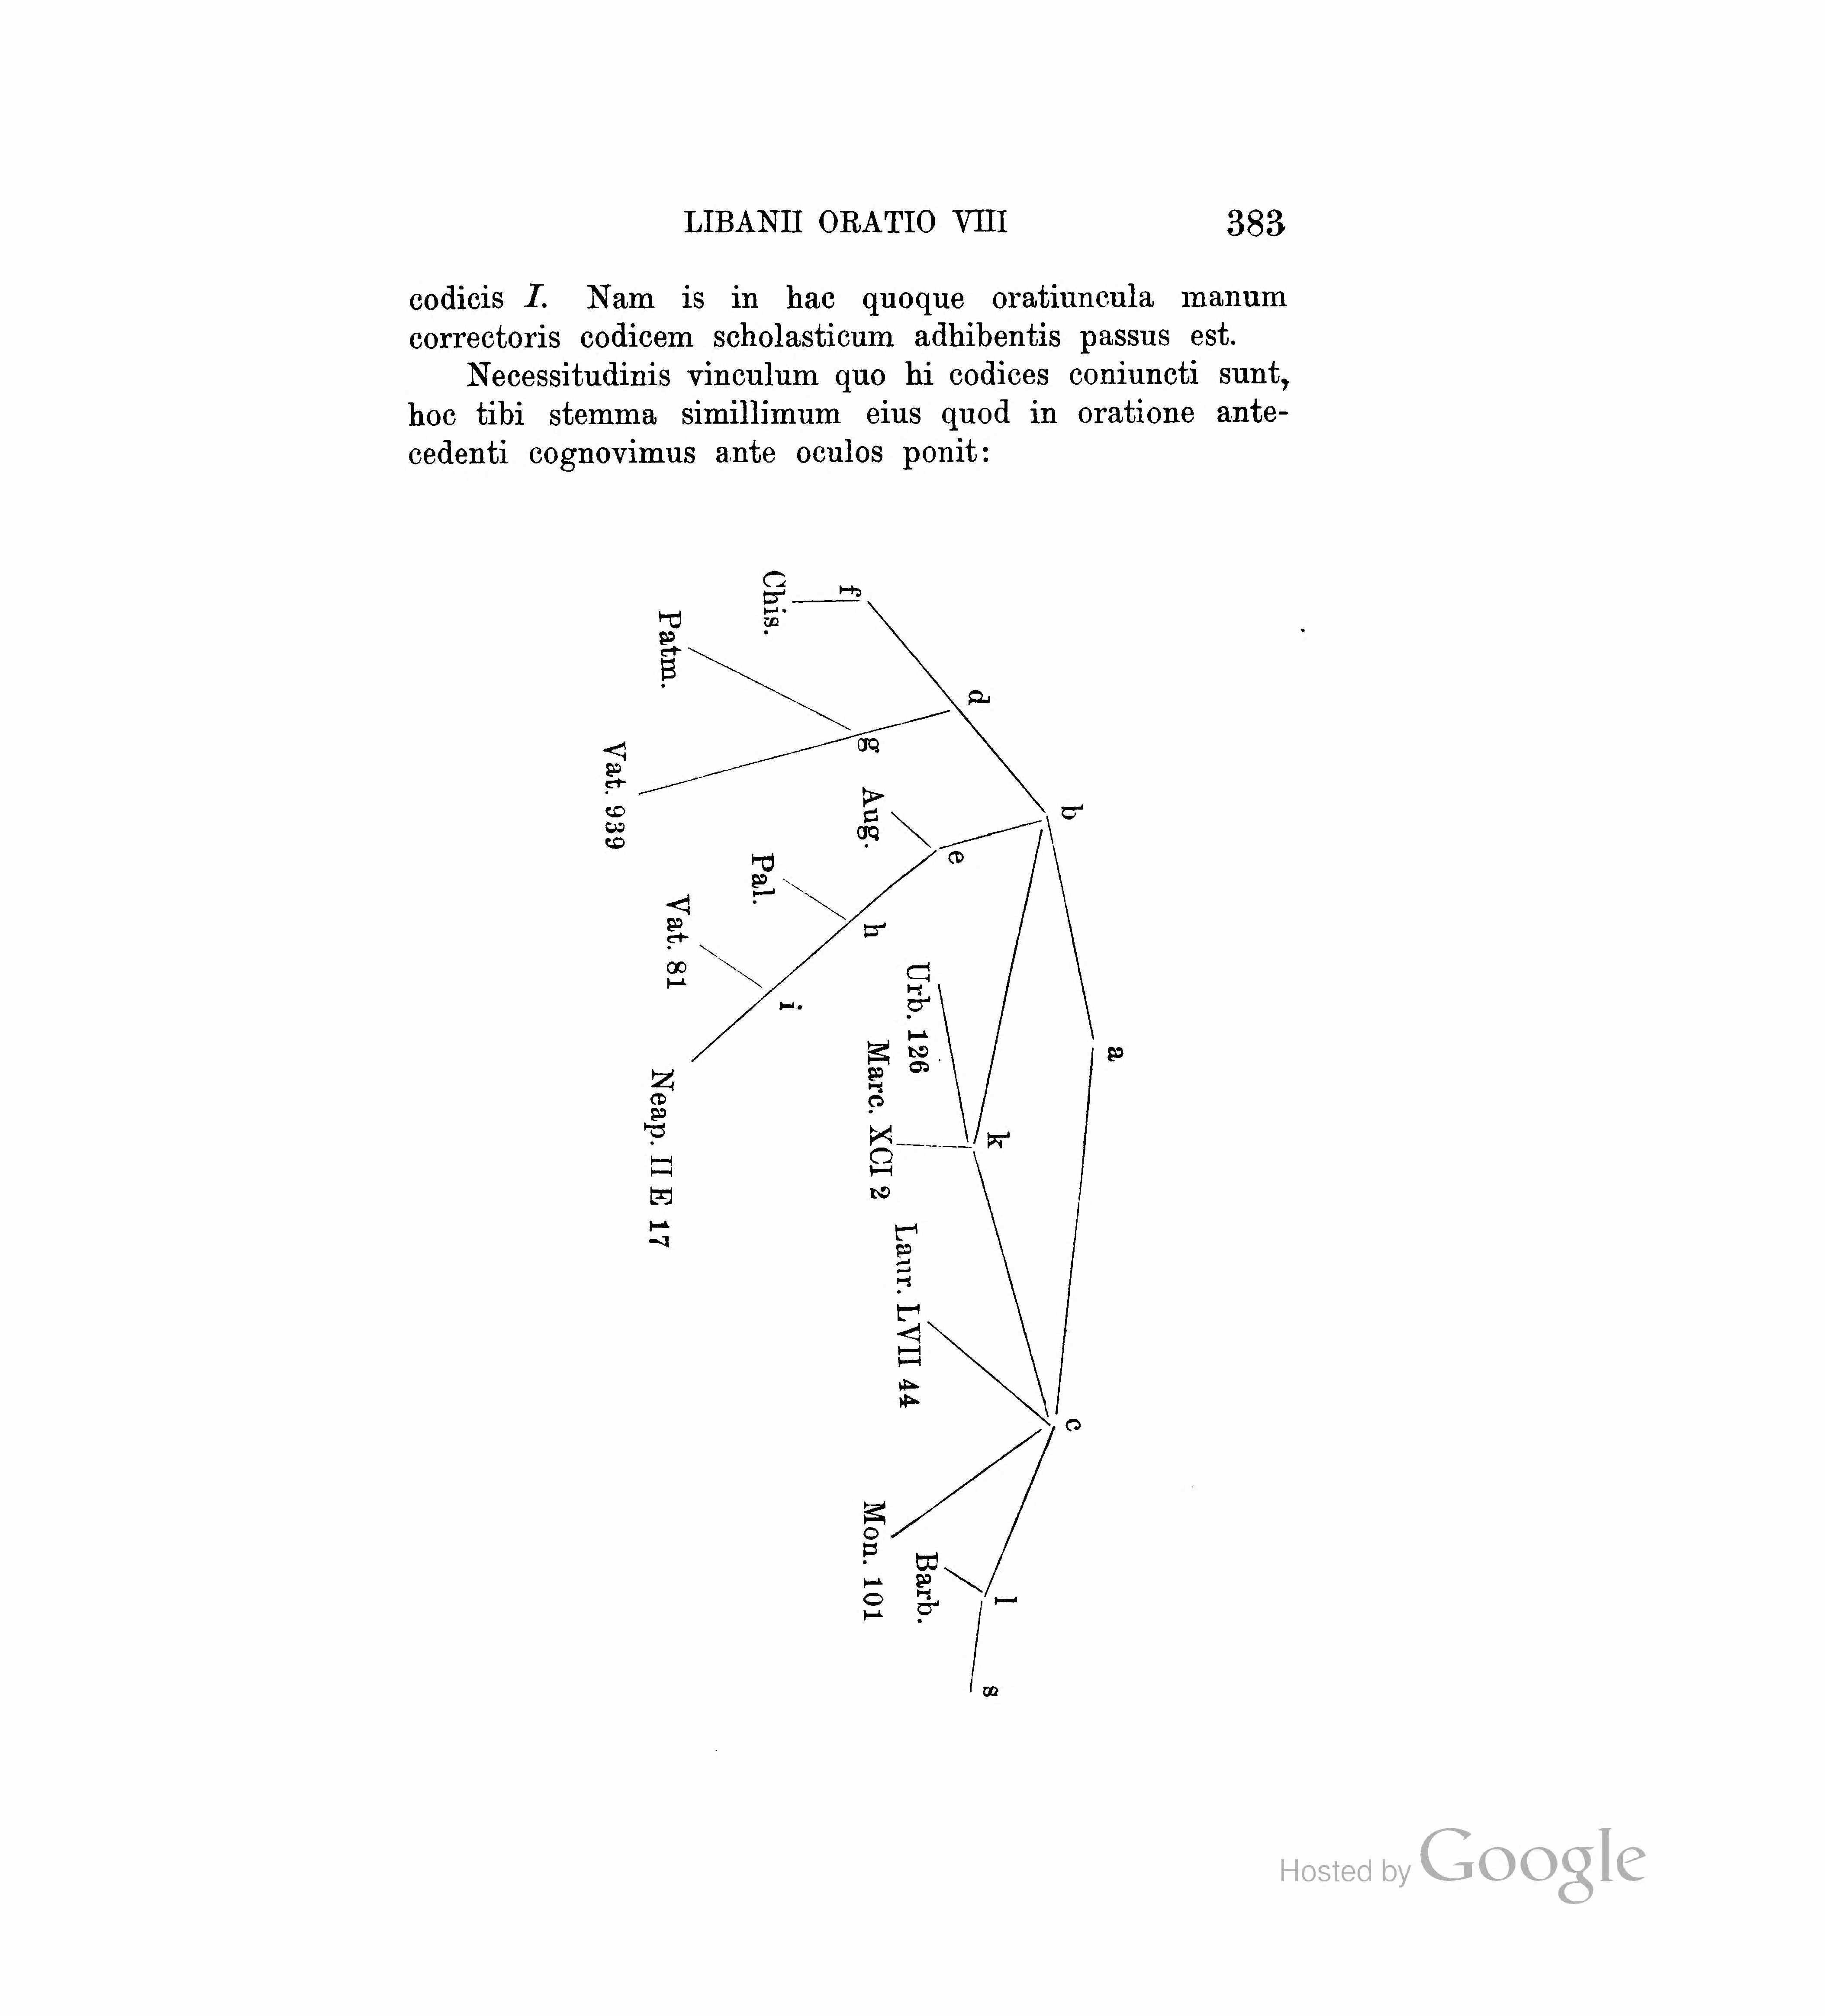 LIBANII ORATIO VIII 383
codicis I. Nam is in hac quoque oratiuncula manum
correctoris codicem scholasticum adhibentis passus est.
Necessitudinis vinculum quo hi codices coniuncti sunt,
hoc tibi stemma simillimum eius quod in oratione ante-
cedenti cognovimus ante oculos ponit:
a
b
c
d
e
k
l
s
f
g
h
i
Chis.
Patm.
Vat. 939
Aug.
Pal.
Vat. 81
Neap. II E 17
Urb. 126
Marc. XCI 2
Laur. LVII 44
Mon. 101
Barb.
Hosted by Google